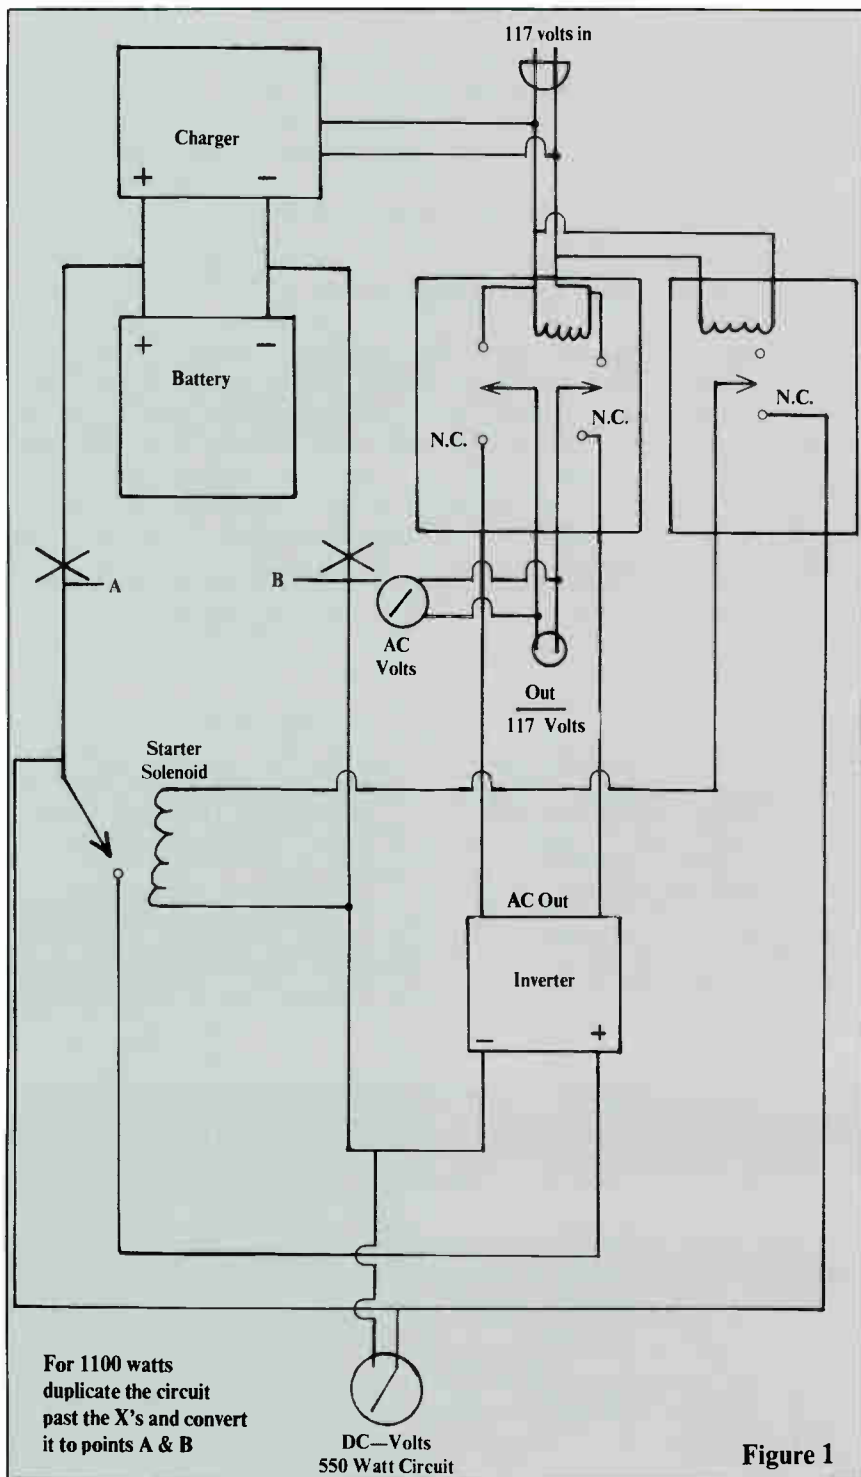 117 volts in
Charger
+ −
+ −
Battery
N.C.
N.C.
N.C.
A
B
AC
Volts
Out
117 Volts
Starter
Solenoid
AC Out
Inverter
− +
For 1100 watts
duplicate the circuit
past the X's and convert
it to points A & B
DC—Volts
550 Watt Circuit
Figure 1